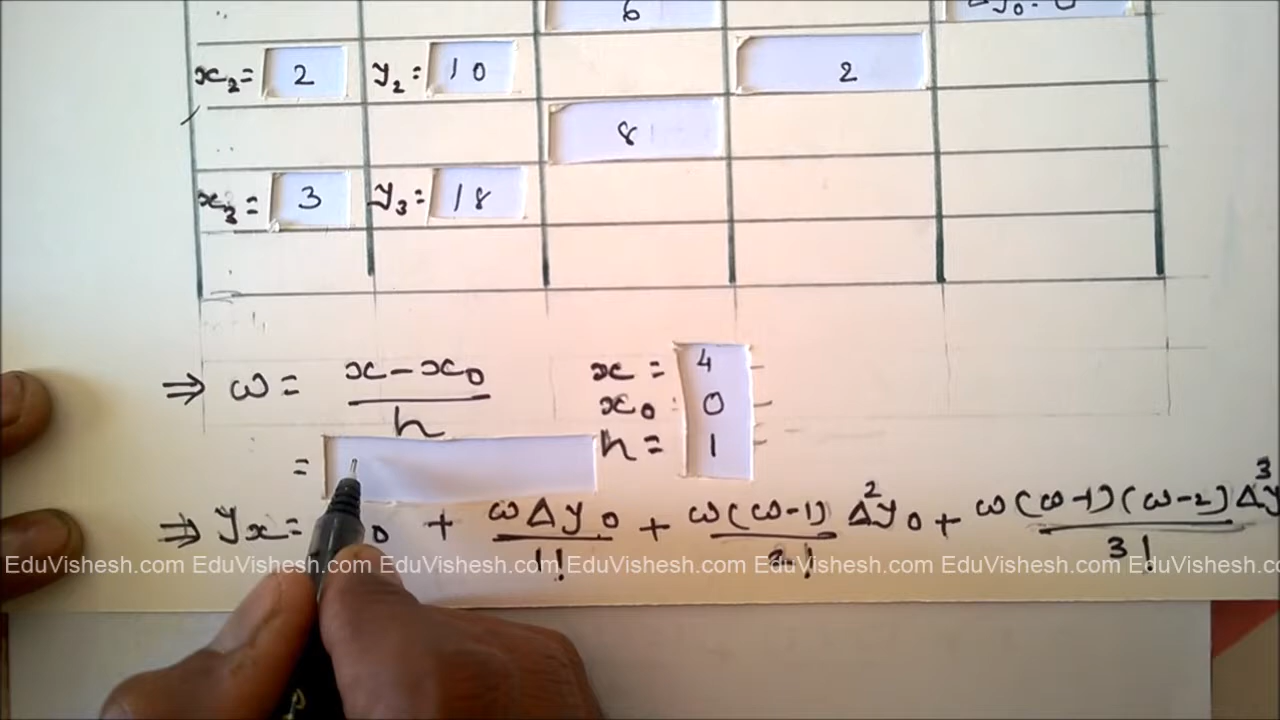 6 Δ³y₀ = 0
x₂ = 2 y₂ = 10 2
8
x₃ = 3 y₃ = 18
⇒ ω = (x - x₀) / h x = 4
x₀ = 0
= h = 1
⇒ yx = y₀ + ωΔy₀ / 1! + ω(ω-1) Δ²y₀ / 2! + ω(ω-1)(ω-2)Δ³y / 3!
EduVishesh.com EduVishesh.com EduVishesh.com EduVishesh.com EduVishesh.com EduVishesh.com EduVishesh.com